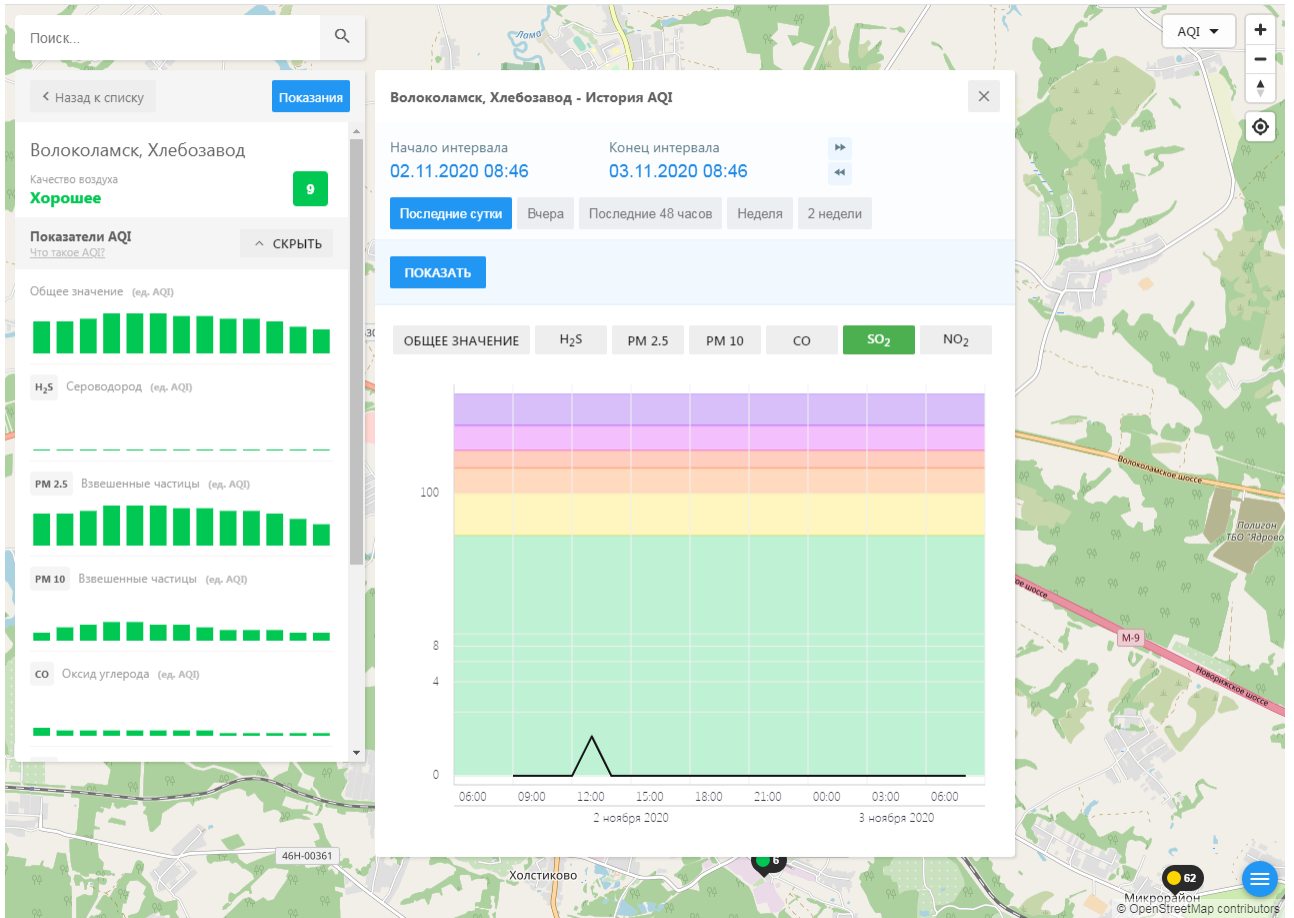 Поиск...
AQI
Лома
Назад к списку
Показания
Волоколамск, Хлебозавод
Качество воздуха
Хорошее
9
Показатели AQI
Что такое AQI?
СКРЫТЬ
Общее значение (ед. AQI)
H₂S Сероводород (ед. AQI)
PM 2.5 Взвешенные частицы (ед. AQI)
PM 10 Взвешенные частицы (ед. AQI)
CO Оксид углерода (ед. AQI)
Волоколамск, Хлебозавод - История AQI
Начало интервала
02.11.2020 08:46
Конец интервала
03.11.2020 08:46
Последние сутки
Вчера
Последние 48 часов
Неделя
2 недели
ПОКАЗАТЬ
ОБЩЕЕ ЗНАЧЕНИЕ
H₂S
PM 2.5
PM 10
CO
SO₂
NO₂
100
8
4
0
06:00 09:00 12:00 15:00 18:00 21:00 00:00 03:00 06:00
2 ноября 2020 3 ноября 2020
Волоколамское шоссе
Полигон
ТБО "Ядрово
ое шоссе
М-9
Новорижское шоссе
46Н-00361
Холстиково
6
62
Микрорайон
© OpenStreetMap contributors